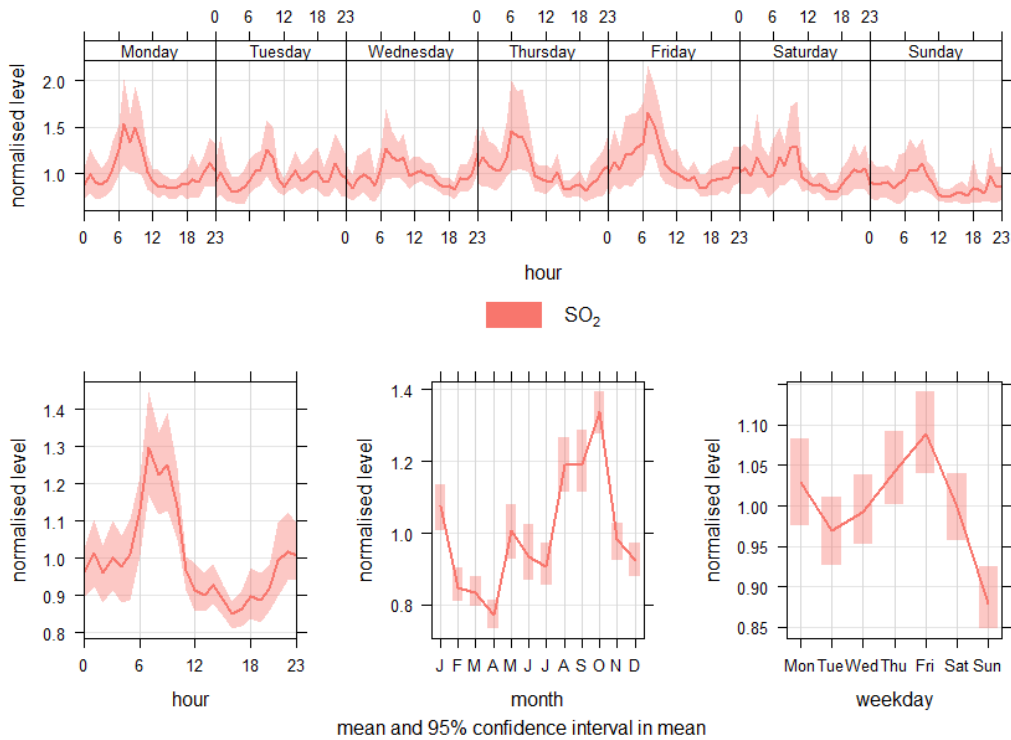 0 6 12 18 23 0 6 12 18 23 0 6 12 18 23
Monday Tuesday Wednesday Thursday Friday Saturday Sunday
normalised level
2.0
1.5
1.0
0 6 12 18 23 0 6 12 18 23 0 6 12 18 23 0 6 12 18 23
hour
SO2
normalised level
1.4
1.3
1.2
1.1
1.0
0.9
0.8
0 6 12 18 23
hour
normalised level
1.4
1.2
1.0
0.8
J F M A M J J A S O N D
month
normalised level
1.10
1.05
1.00
0.95
0.90
0.85
Mon Tue Wed Thu Fri Sat Sun
weekday
mean and 95% confidence interval in mean